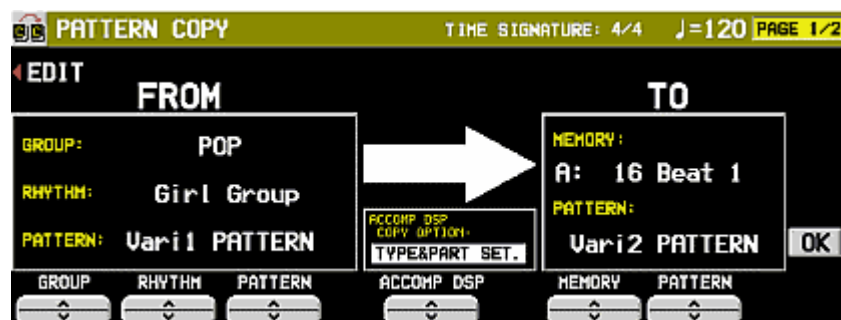 PATTERN COPY TIME SIGNATURE: 4/4 ♩=120 PAGE 1/2
EDIT
FROM
TO
GROUP: POP
RHYTHM: Girl Group
PATTERN: Vari1 PATTERN
ACCOMP DSP
COPY OPTION:
TYPE&PART SET.
MEMORY:
A: 16 Beat 1
PATTERN:
Vari2 PATTERN
OK
GROUP RHYTHM PATTERN ACCOMP DSP MEMORY PATTERN